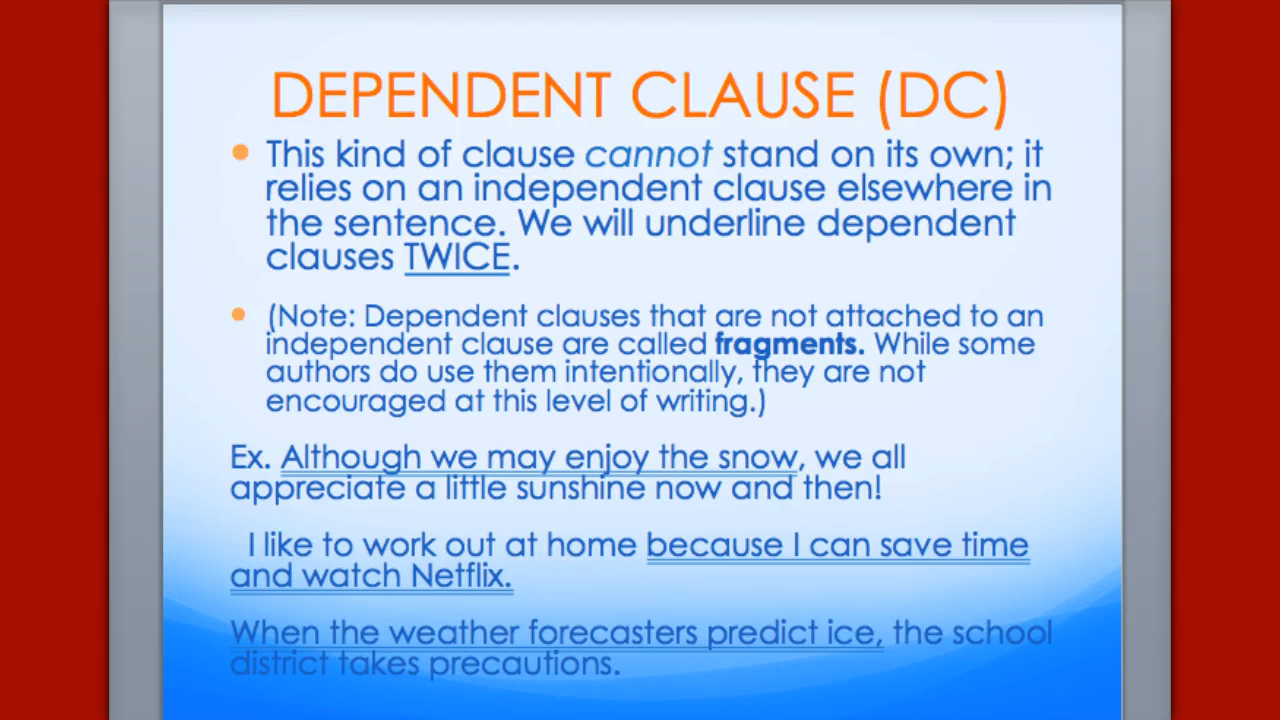 DEPENDENT CLAUSE (DC)
This kind of clause cannot stand on its own; it
relies on an independent clause elsewhere in
the sentence. We will underline dependent
clauses TWICE.
(Note: Dependent clauses that are not attached to an
independent clause are called fragments. While some
authors do use them intentionally, they are not
encouraged at this level of writing.)
Ex. Although we may enjoy the snow, we all
appreciate a little sunshine now and then!
I like to work out at home because I can save time
and watch Netflix.
When the weather forecasters predict ice, the school
district takes precautions.